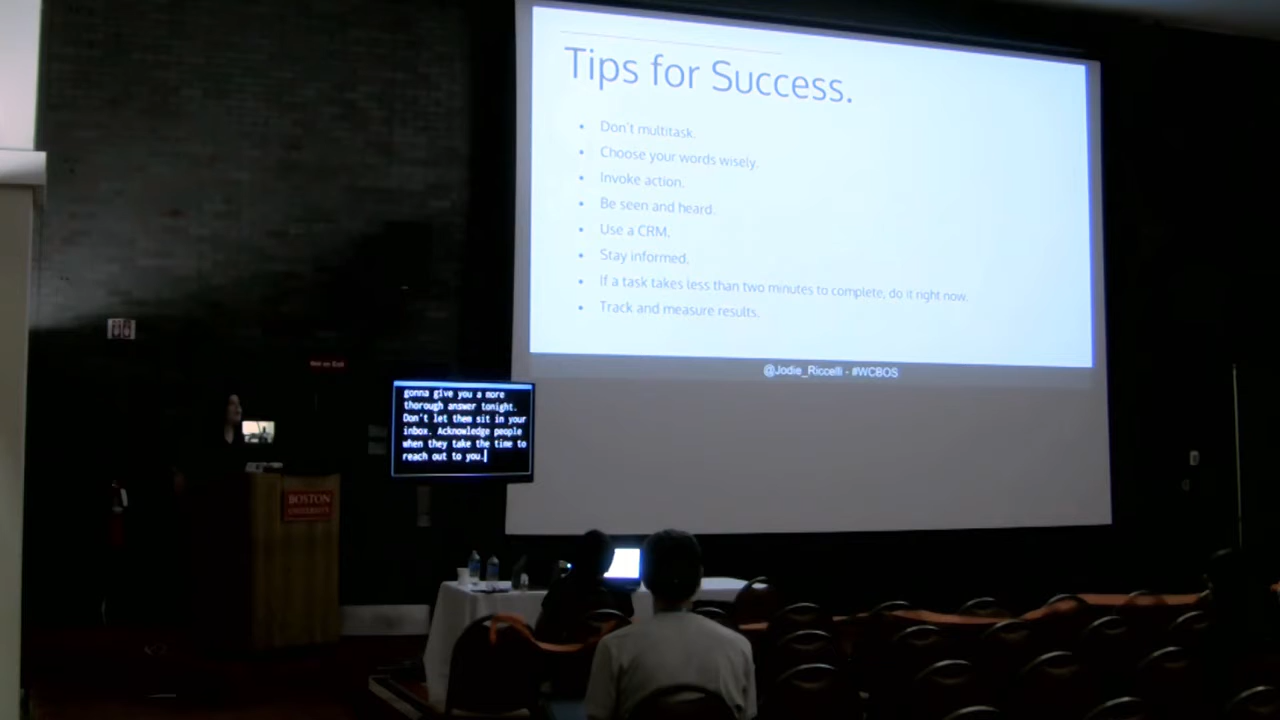 Tips for Success.
• Don't multitask.
• Choose your words wisely.
• Invoke action.
• Be seen and heard.
• Use a CRM.
• Stay informed.
• If a task takes less than two minutes to complete, do it right now.
• Track and measure results.
@Jodie_Riccelli - #WCBOS
Not an Exit
gonna give you a more
thorough answer tonight.
Don't let them sit in your
inbox. Acknowledge people
when they take the time to
reach out to you.
BOSTON
UNIVERSITY